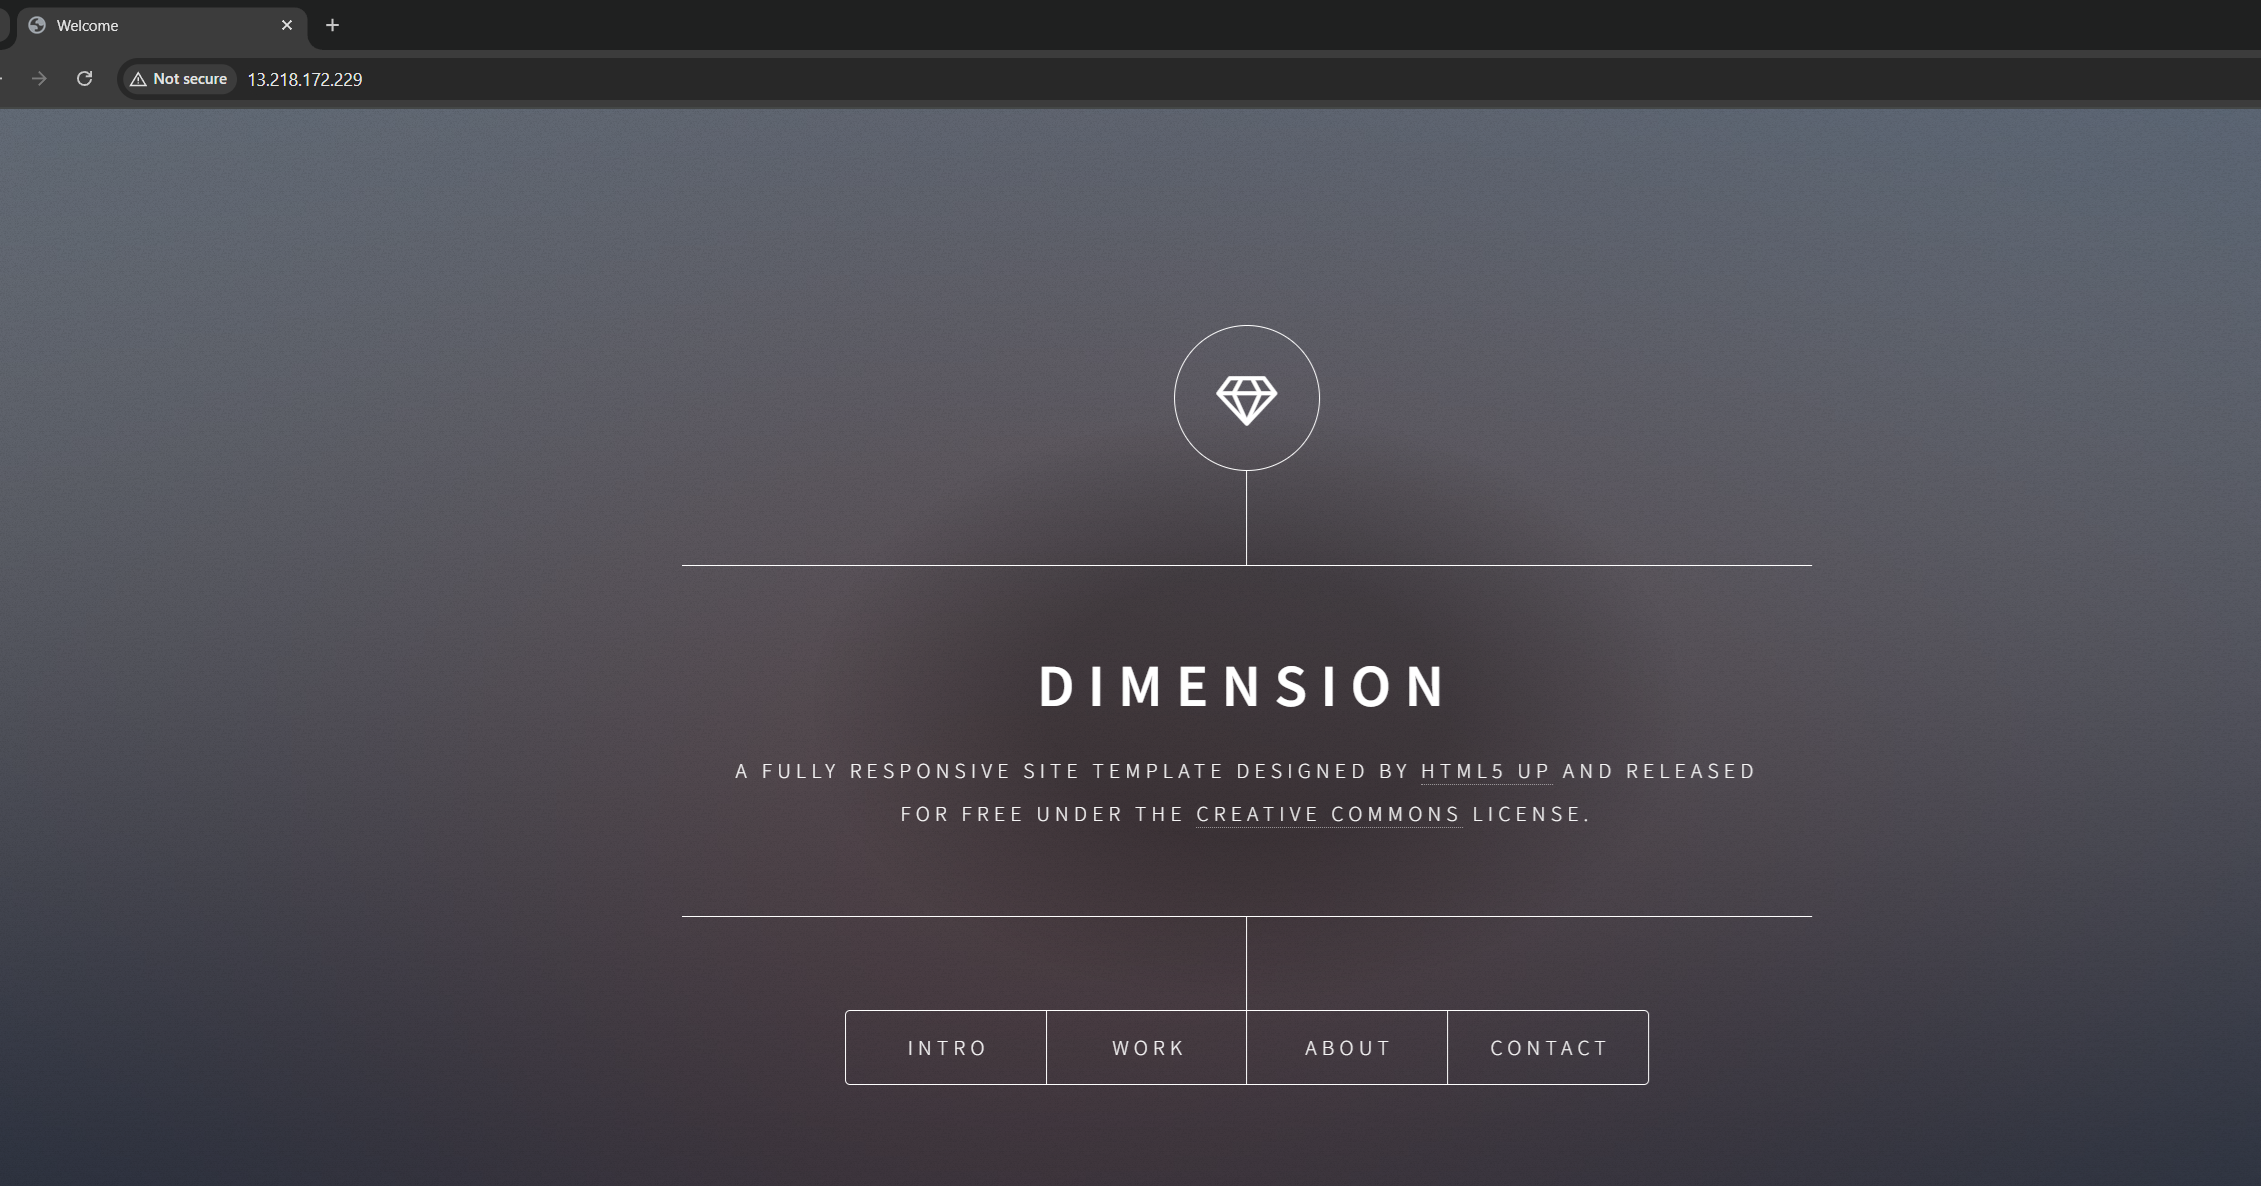 Welcome
Not secure 13.218.172.229
DIMENSION
A FULLY RESPONSIVE SITE TEMPLATE DESIGNED BY HTML5 UP AND RELEASED
FOR FREE UNDER THE CREATIVE COMMONS LICENSE.
INTRO WORK ABOUT CONTACT